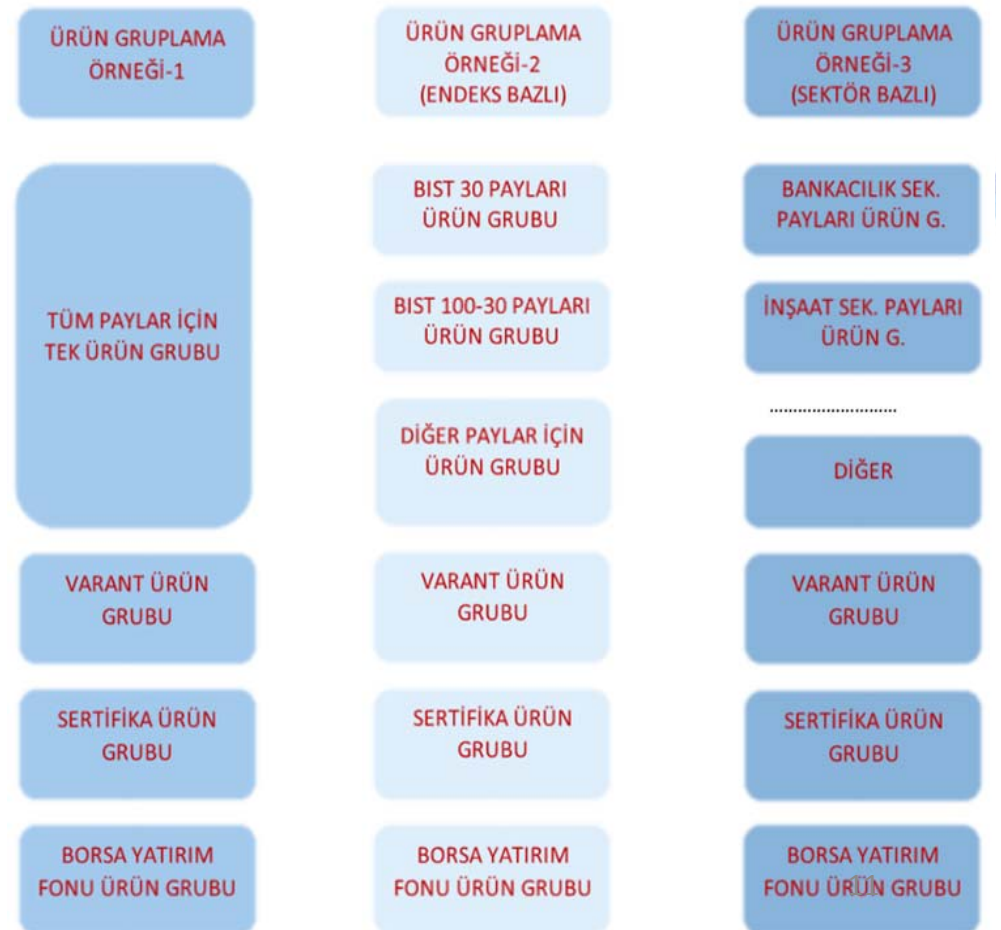 ÜRÜN GRUPLAMA
ÖRNEĞİ-1
TÜM PAYLAR İÇİN
TEK ÜRÜN GRUBU
VARANT ÜRÜN
GRUBU
SERTİFİKA ÜRÜN
GRUBU
BORSA YATIRIM
FONU ÜRÜN GRUBU
ÜRÜN GRUPLAMA
ÖRNEĞİ-2
(ENDEKS BAZLI)
BIST 30 PAYLARI
ÜRÜN GRUBU
BIST 100-30 PAYLARI
ÜRÜN GRUBU
DİĞER PAYLAR İÇİN
ÜRÜN GRUBU
VARANT ÜRÜN
GRUBU
SERTİFİKA ÜRÜN
GRUBU
BORSA YATIRIM
FONU ÜRÜN GRUBU
ÜRÜN GRUPLAMA
ÖRNEĞİ-3
(SEKTÖR BAZLI)
BANKACILIK SEK.
PAYLARI ÜRÜN G.
İNŞAAT SEK. PAYLARI
ÜRÜN G.
............................
DİĞER
VARANT ÜRÜN
GRUBU
SERTİFİKA ÜRÜN
GRUBU
BORSA YATIRIM
FONU ÜRÜN GRUBU
11